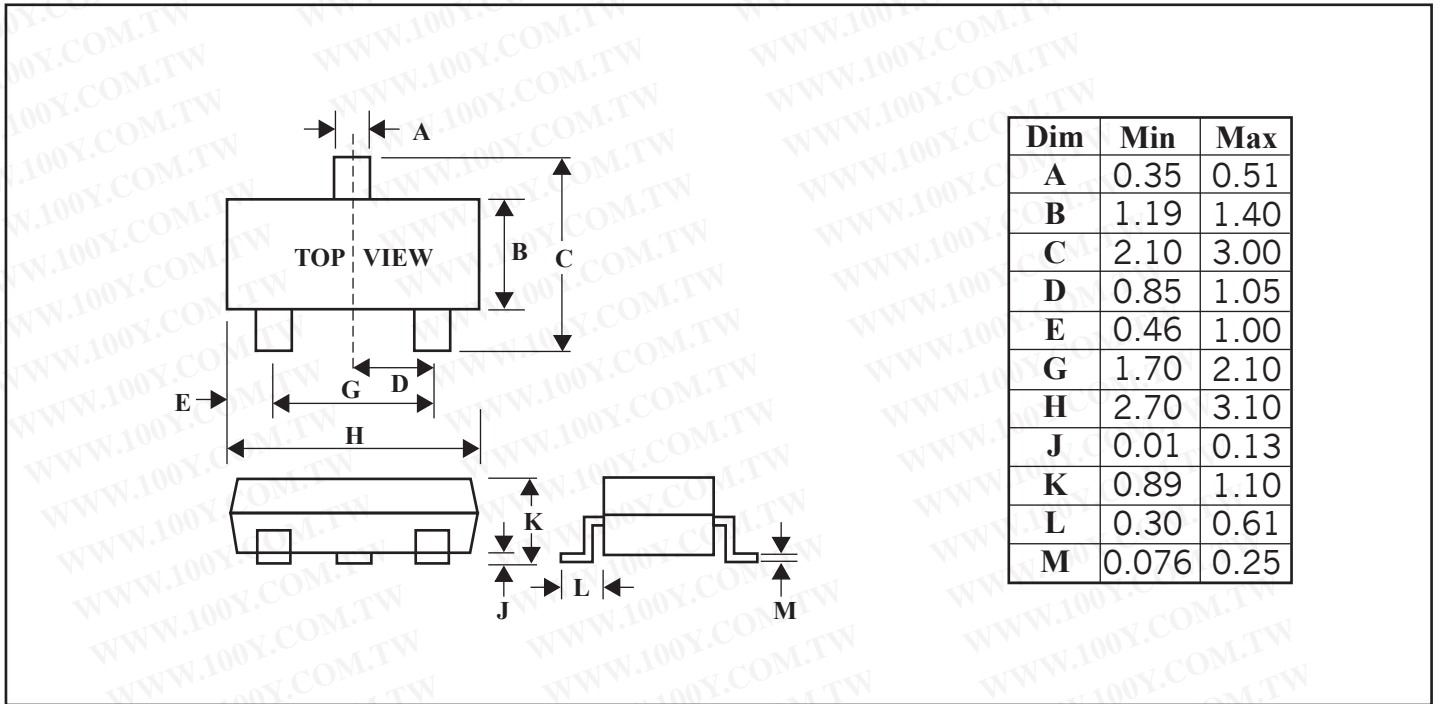 A
TOP VIEW
B
C
D
G
E
H
K
J
L
M
Dim Min Max
A 0.35 0.51
B 1.19 1.40
C 2.10 3.00
D 0.85 1.05
E 0.46 1.00
G 1.70 2.10
H 2.70 3.10
J 0.01 0.13
K 0.89 1.10
L 0.30 0.61
M 0.076 0.25
WWW.100Y.COM.TW